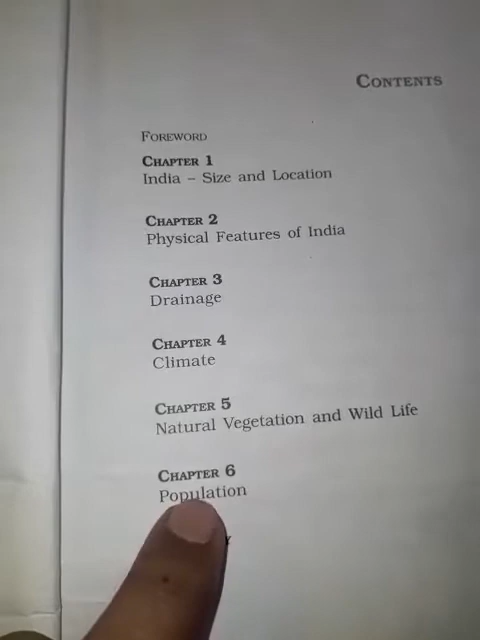 CONTENTS
FOREWORD
CHAPTER 1
India – Size and Location
CHAPTER 2
Physical Features of India
CHAPTER 3
Drainage
CHAPTER 4
Climate
CHAPTER 5
Natural Vegetation and Wild Life
CHAPTER 6
Population